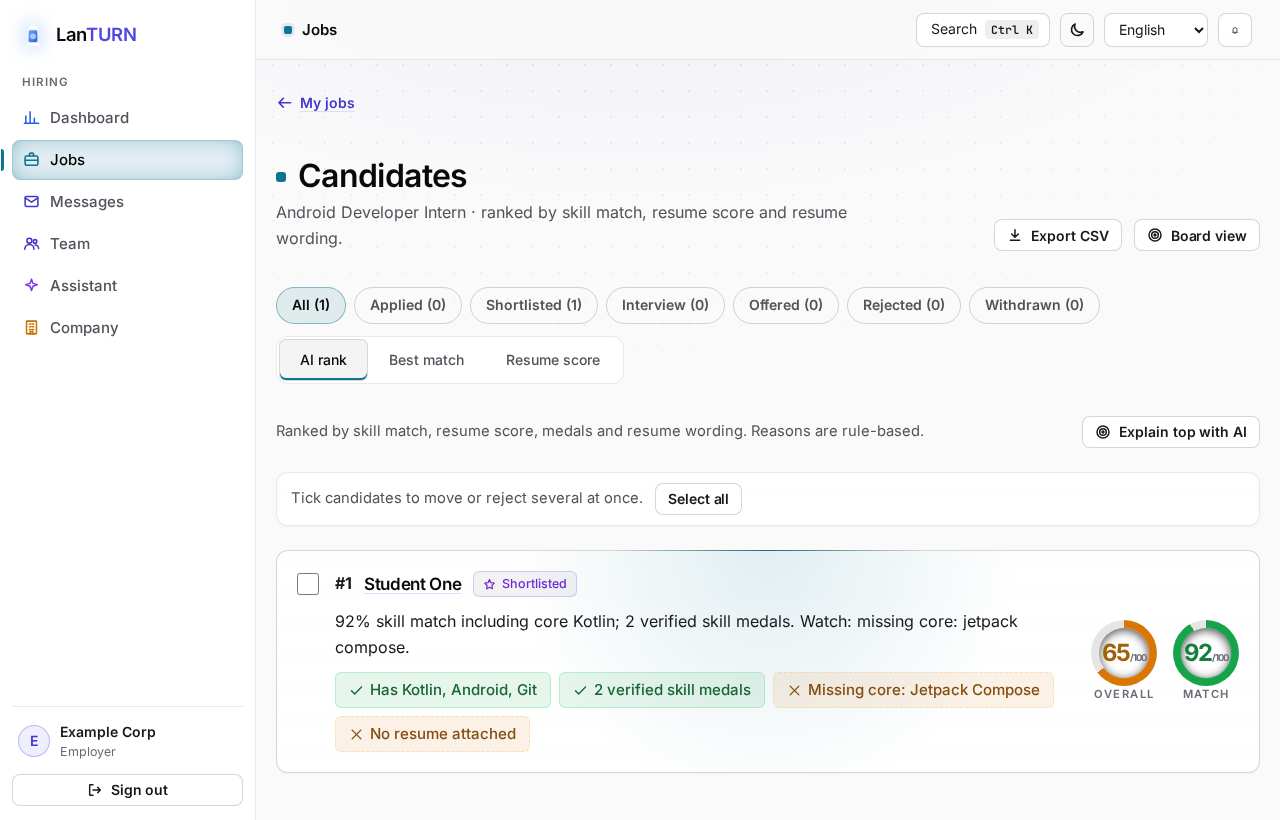 LanTURN
HIRING
Dashboard
Jobs
Messages
Team
Assistant
Company
E
Example Corp
Employer
Sign out
Jobs
Search Ctrl K
English
My jobs
Candidates
Android Developer Intern · ranked by skill match, resume score and resume
wording.
Export CSV
Board view
All (1)
Applied (0)
Shortlisted (1)
Interview (0)
Offered (0)
Rejected (0)
Withdrawn (0)
AI rank
Best match
Resume score
Ranked by skill match, resume score, medals and resume wording. Reasons are rule-based.
Explain top with AI
Tick candidates to move or reject several at once.
Select all
#1 Student One
Shortlisted
92% skill match including core Kotlin; 2 verified skill medals. Watch: missing core: jetpack
compose.
Has Kotlin, Android, Git
2 verified skill medals
Missing core: Jetpack Compose
No resume attached
65/100
OVERALL
92/100
MATCH